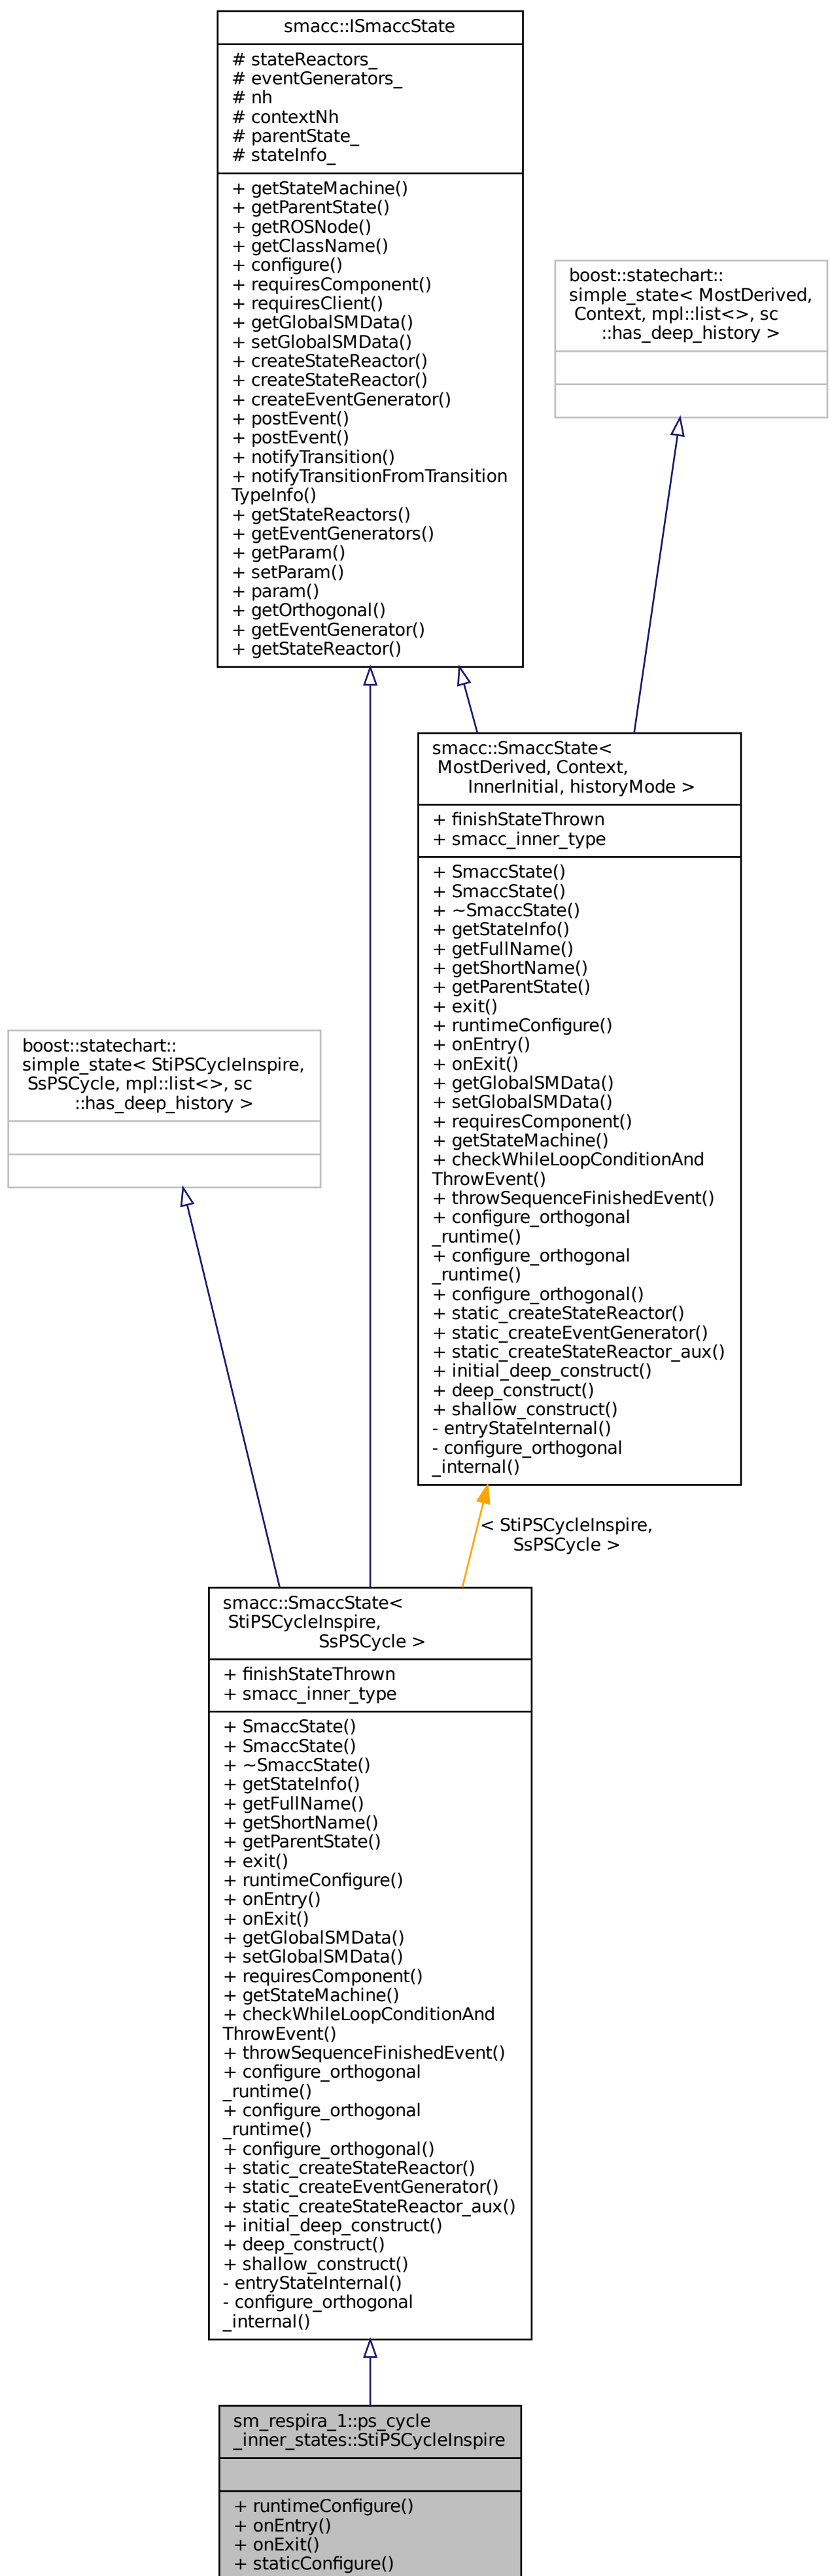 smacc::ISmaccState
# stateReactors_
# eventGenerators_
# nh
# contextNh
# parentState_
# stateInfo_
+ getStateMachine()
+ getParentState()
+ getROSNode()
+ getClassName()
+ configure()
+ requiresComponent()
+ requiresClient()
+ getGlobalSMData()
+ setGlobalSMData()
+ createStateReactor()
+ createStateReactor()
+ createEventGenerator()
+ postEvent()
+ postEvent()
+ notifyTransition()
+ notifyTransitionFromTransition
TypeInfo()
+ getStateReactors()
+ getEventGenerators()
+ getParam()
+ setParam()
+ param()
+ getOrthogonal()
+ getEventGenerator()
+ getStateReactor()
boost::statechart::
simple_state< MostDerived,
Context, mpl::list<>, sc
::has_deep_history >
smacc::SmaccState<
MostDerived, Context,
InnerInitial, historyMode >
+ finishStateThrown
+ smacc_inner_type
+ SmaccState()
+ SmaccState()
+ ~SmaccState()
+ getStateInfo()
+ getFullName()
+ getShortName()
+ getParentState()
+ exit()
+ runtimeConfigure()
+ onEntry()
+ onExit()
+ getGlobalSMData()
+ setGlobalSMData()
+ requiresComponent()
+ getStateMachine()
+ checkWhileLoopConditionAnd
ThrowEvent()
+ throwSequenceFinishedEvent()
+ configure_orthogonal
_runtime()
+ configure_orthogonal
_runtime()
+ configure_orthogonal()
+ static_createStateReactor()
+ static_createEventGenerator()
+ static_createStateReactor_aux()
+ initial_deep_construct()
+ deep_construct()
+ shallow_construct()
- entryStateInternal()
- configure_orthogonal
_internal()
boost::statechart::
simple_state< StiPSCycleInspire,
SsPSCycle, mpl::list<>, sc
::has_deep_history >
< StiPSCycleInspire,
SsPSCycle >
smacc::SmaccState<
StiPSCycleInspire,
SsPSCycle >
+ finishStateThrown
+ smacc_inner_type
+ SmaccState()
+ SmaccState()
+ ~SmaccState()
+ getStateInfo()
+ getFullName()
+ getShortName()
+ getParentState()
+ exit()
+ runtimeConfigure()
+ onEntry()
+ onExit()
+ getGlobalSMData()
+ setGlobalSMData()
+ requiresComponent()
+ getStateMachine()
+ checkWhileLoopConditionAnd
ThrowEvent()
+ throwSequenceFinishedEvent()
+ configure_orthogonal
_runtime()
+ configure_orthogonal
_runtime()
+ configure_orthogonal()
+ static_createStateReactor()
+ static_createEventGenerator()
+ static_createStateReactor_aux()
+ initial_deep_construct()
+ deep_construct()
+ shallow_construct()
- entryStateInternal()
- configure_orthogonal
_internal()
sm_respira_1::ps_cycle
_inner_states::StiPSCycleInspire
+ runtimeConfigure()
+ onEntry()
+ onExit()
+ staticConfigure()